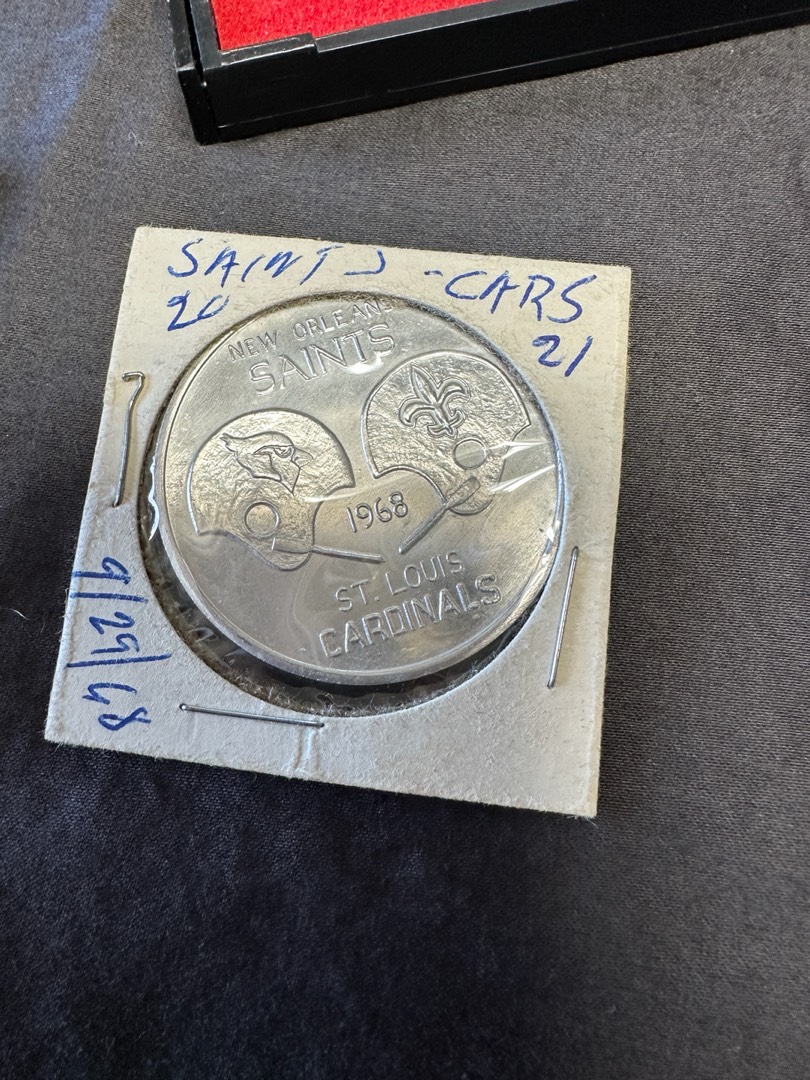 SAINTS - CARS
20
21
NEW ORLEANS
SAINTS
1968
ST. LOUIS
CARDINALS
9/29/68